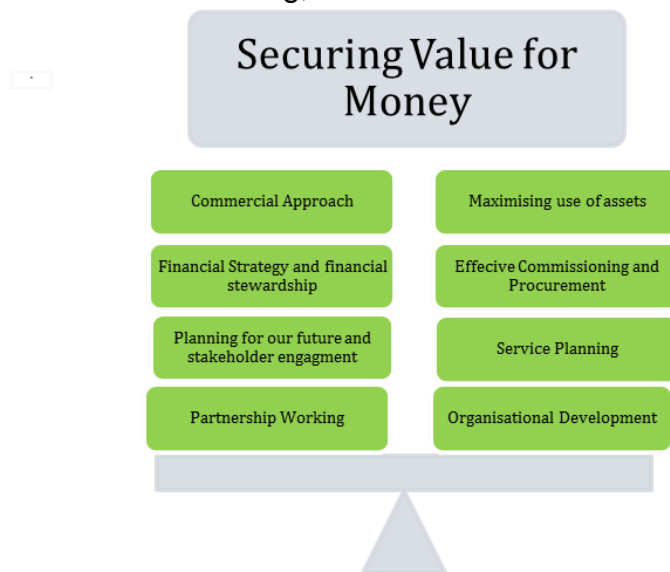 Securing Value for
Money
Commercial Approach
Maximising use of assets
Financial Strategy and financial
stewardship
Effecive Commissioning and
Procurement
Planning for our future and
stakeholder engagment
Service Planning
Partnership Working
Organisational Development